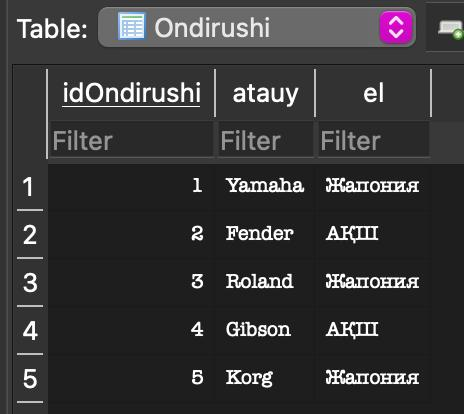 Table: Ondirushi
idOndirushi atauy el
Filter Filter Filter
1 1 Yamaha Жапония
2 2 Fender АҚШ
3 3 Roland Жапония
4 4 Gibson АҚШ
5 5 Korg Жапония